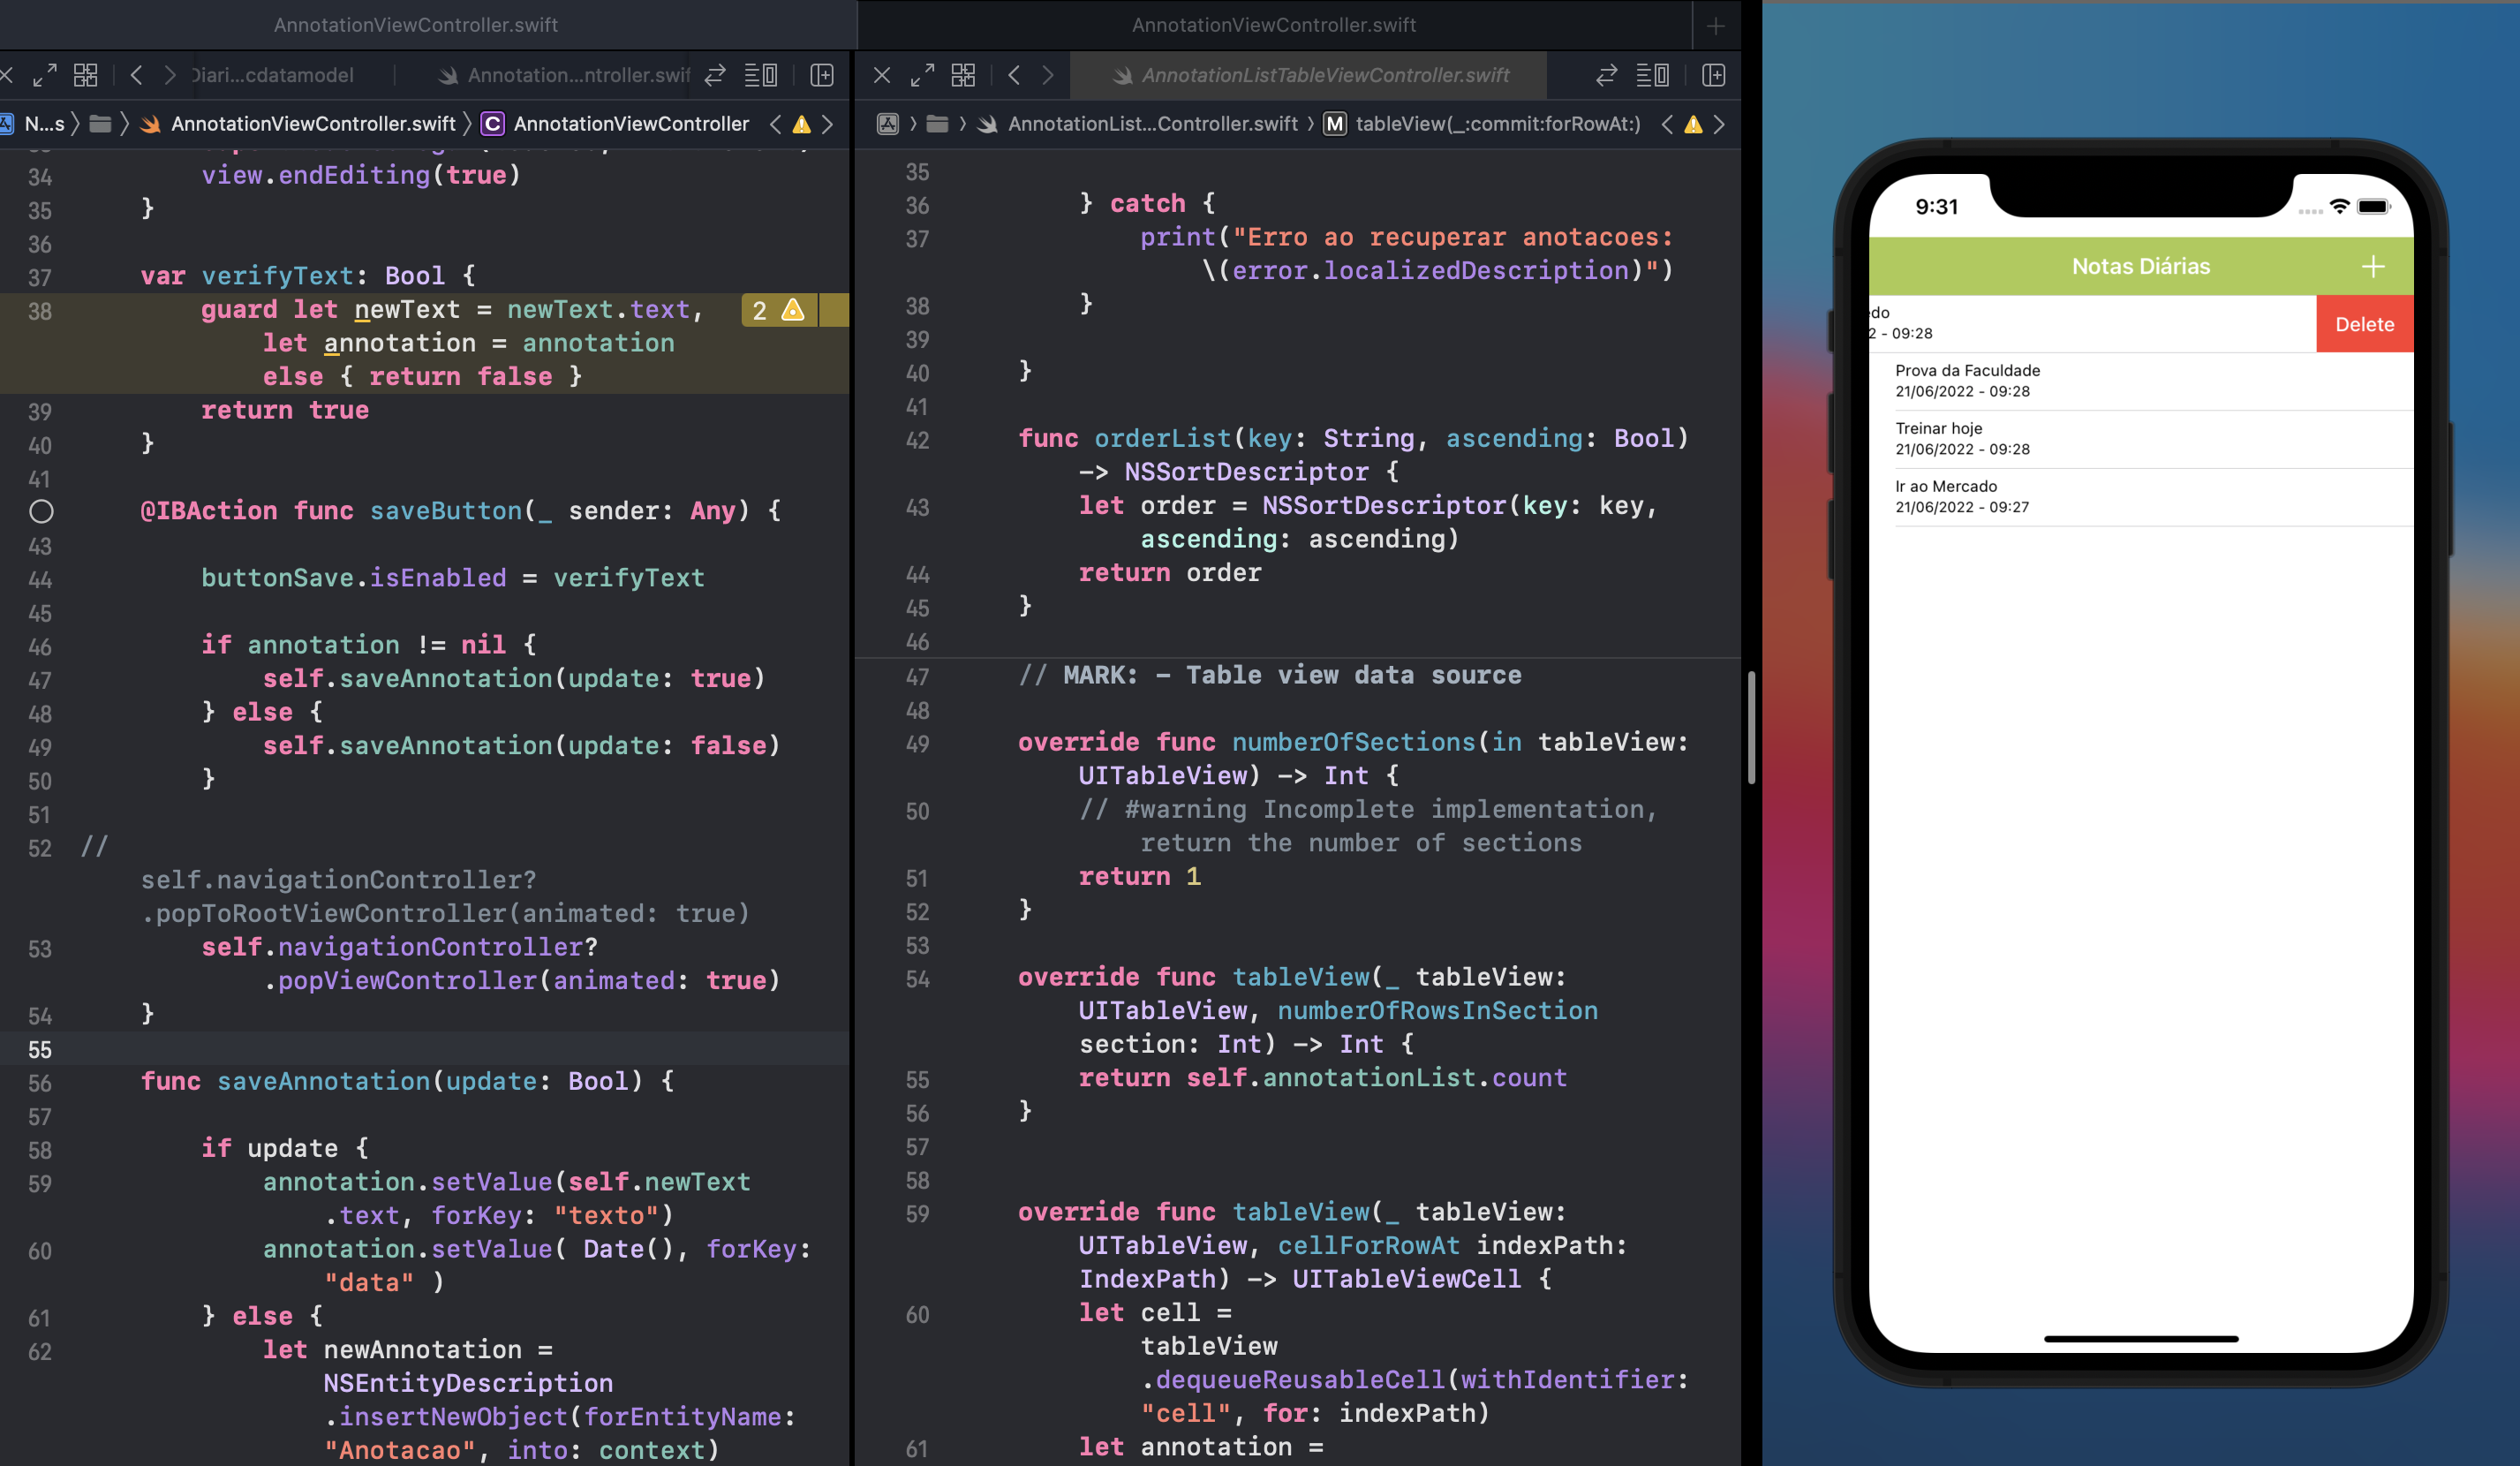 AnnotationViewController.swift
Diari...cdatamodel
Annotation...ntroller.swif
N...s
AnnotationViewController.swift
C
AnnotationViewController
34 view.endEditing(true)
35 }
36
37 var verifyText: Bool {
38 guard let newText = newText.text,
2
let annotation = annotation
else { return false }
39 return true
40 }
41
@IBAction func saveButton(_ sender: Any) {
43
44 buttonSave.isEnabled = verifyText
45
46 if annotation != nil {
47 self.saveAnnotation(update: true)
48 } else {
49 self.saveAnnotation(update: false)
50 }
51
52 //
self.navigationController?
.popToRootViewController(animated: true)
53 self.navigationController?
.popViewController(animated: true)
54 }
55
56 func saveAnnotation(update: Bool) {
57
58 if update {
59 annotation.setValue(self.newText
.text, forKey: "texto")
60 annotation.setValue( Date(), forKey:
"data" )
61 } else {
62 let newAnnotation =
NSEntityDescription
.insertNewObject(forEntityName:
"Anotacao", into: context)
AnnotationViewController.swift
AnnotationListTableViewController.swift
AnnotationList...Controller.swift
M
tableView(_:commit:forRowAt:)
35
36 } catch {
37 print("Erro ao recuperar anotacoes:
\(error.localizedDescription)")
38 }
39
40 }
41
42 func orderList(key: String, ascending: Bool)
-> NSSortDescriptor {
43 let order = NSSortDescriptor(key: key,
ascending: ascending)
44 return order
45 }
46
47 // MARK: - Table view data source
48
49 override func numberOfSections(in tableView:
UITableView) -> Int {
50 // #warning Incomplete implementation,
return the number of sections
51 return 1
52 }
53
54 override func tableView(_ tableView:
UITableView, numberOfRowsInSection
section: Int) -> Int {
55 return self.annotationList.count
56 }
57
58
59 override func tableView(_ tableView:
UITableView, cellForRowAt indexPath:
IndexPath) -> UITableViewCell {
60 let cell =
tableView
.dequeueReusableCell(withIdentifier:
"cell", for: indexPath)
61 let annotation =
9:31
Notas Diárias
edo
2 - 09:28
Delete
Prova da Faculdade
21/06/2022 - 09:28
Treinar hoje
21/06/2022 - 09:28
Ir ao Mercado
21/06/2022 - 09:27